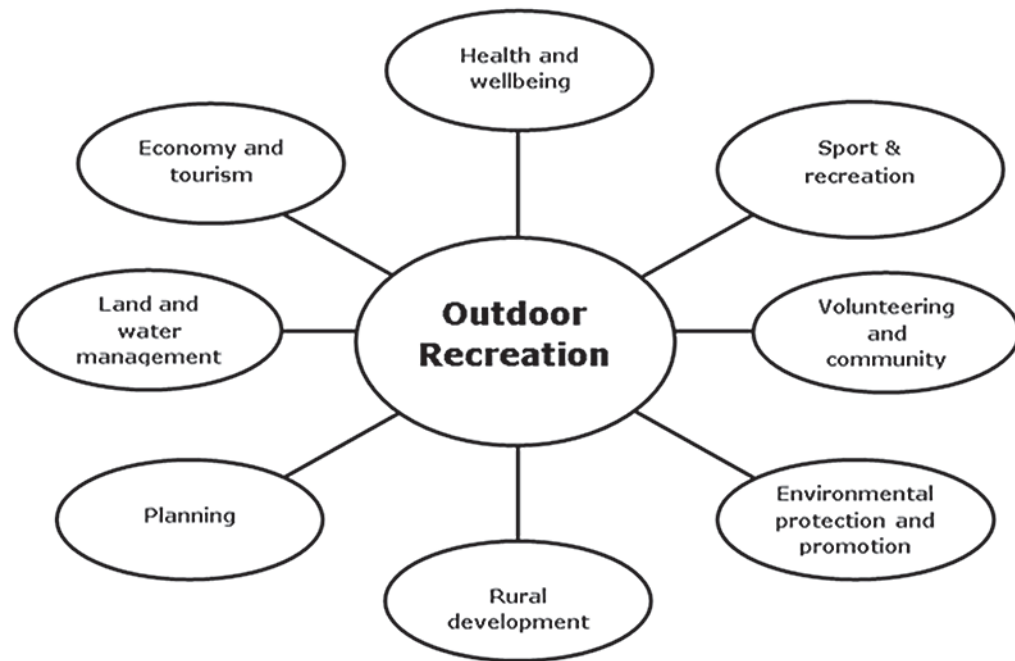 Health and
wellbeing
Economy and
tourism
Sport &
recreation
Land and
water
management
Outdoor
Recreation
Volunteering
and
community
Planning
Environmental
protection and
promotion
Rural
development